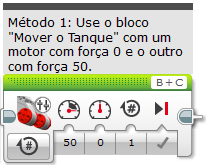 Método 1: Use o bloco
"Mover o Tanque" com um
motor com força 0 e o outro
com força 50.
B+C
#
#
50 0 1